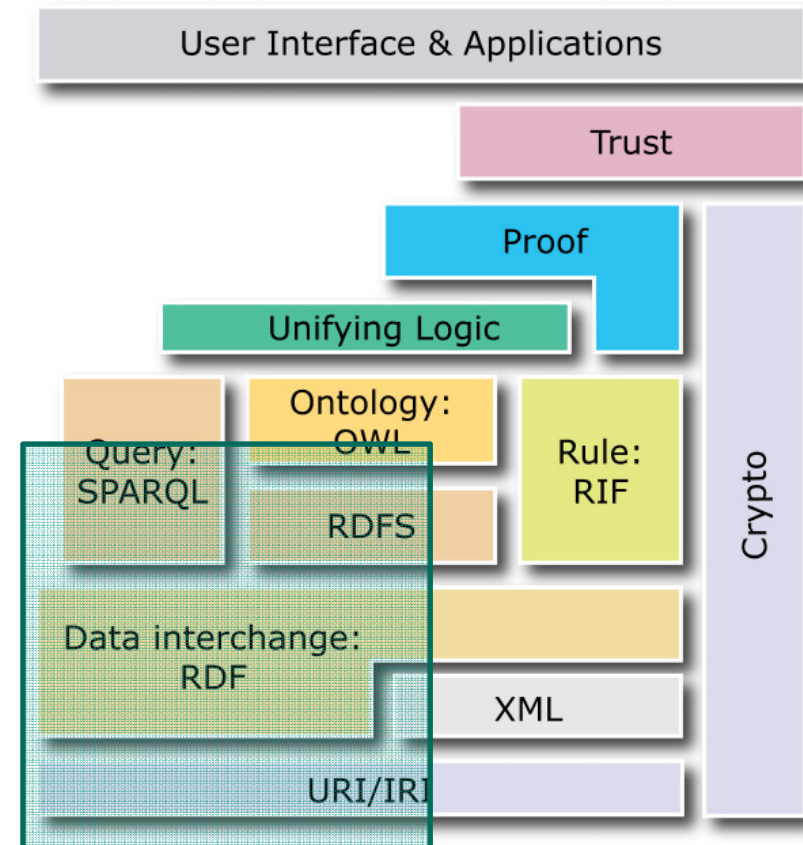 User Interface & Applications
Trust
Proof
Unifying Logic
Query:
SPARQL
Ontology:
OWL
RDFS
Rule:
RIF
Crypto
Data interchange:
RDF
XML
URI/IRI